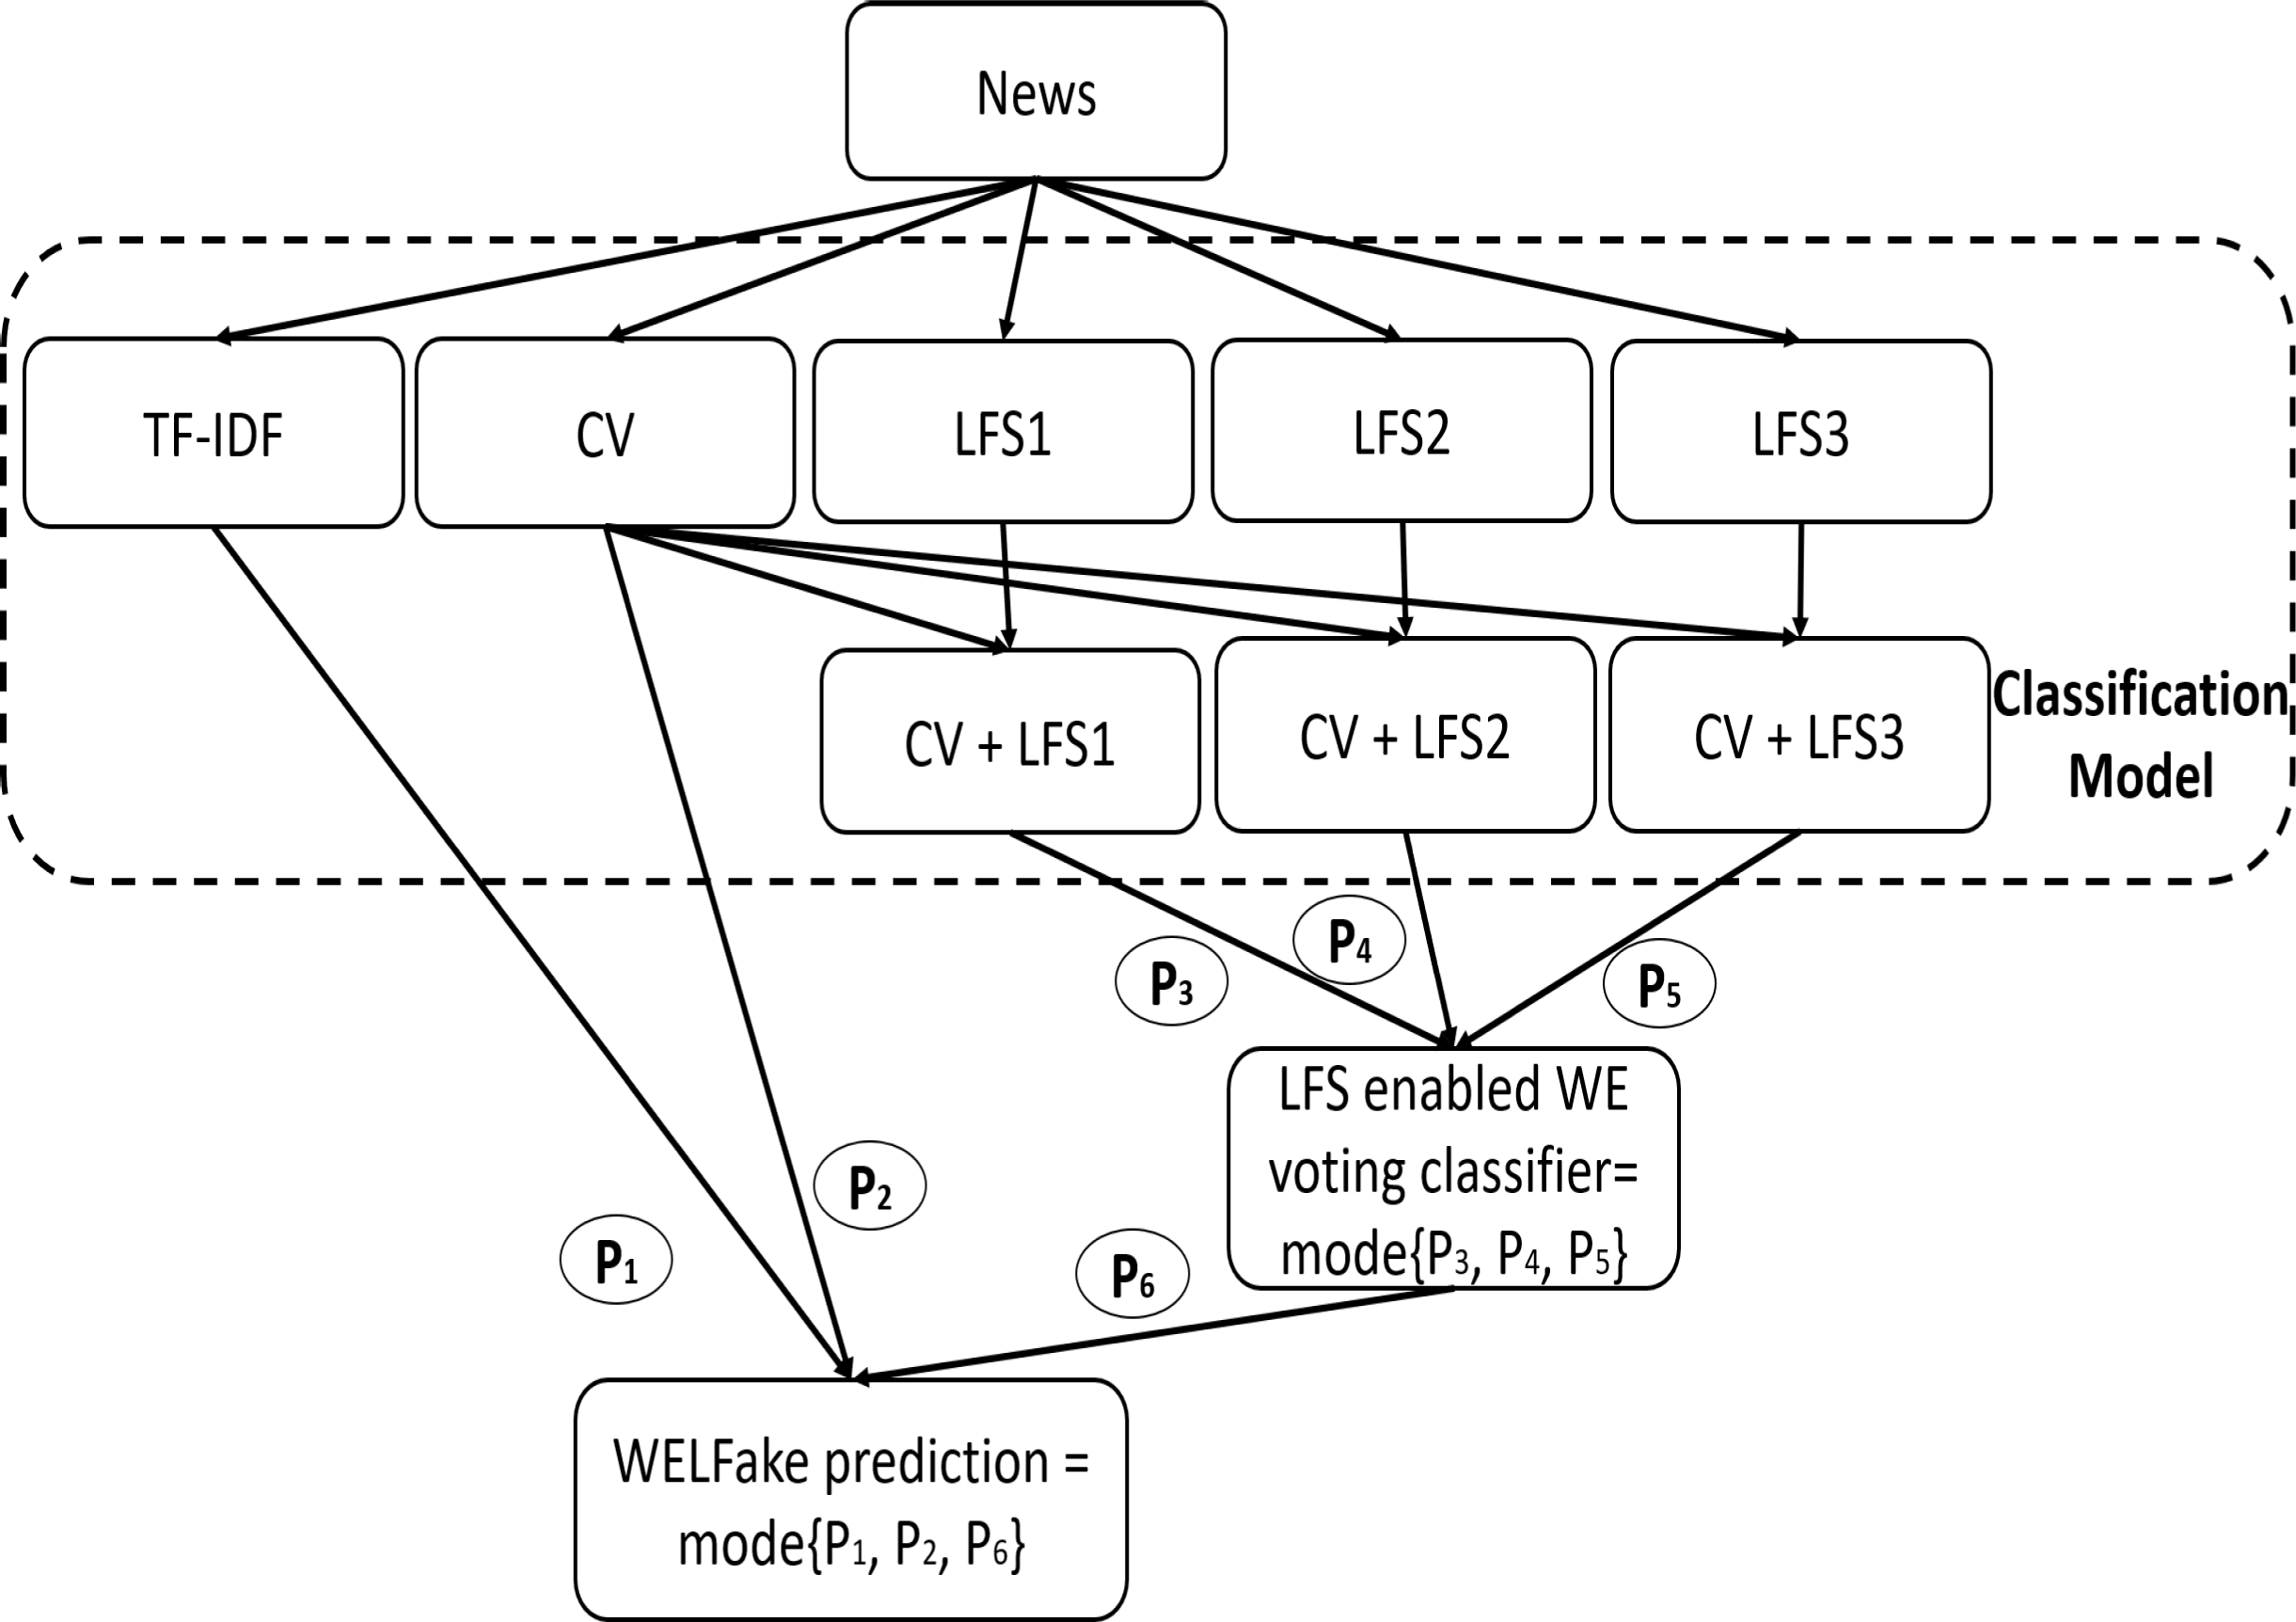 News
TF-IDF
CV
LFS1
LFS2
LFS3
CV + LFS1
CV + LFS2
CV + LFS3
Classification
Model
P3
P4
P5
LFS enabled WE
voting classifier=
mode{P3, P4, P5}
P2
P1
P6
WELFake prediction =
mode{P1, P2, P6}